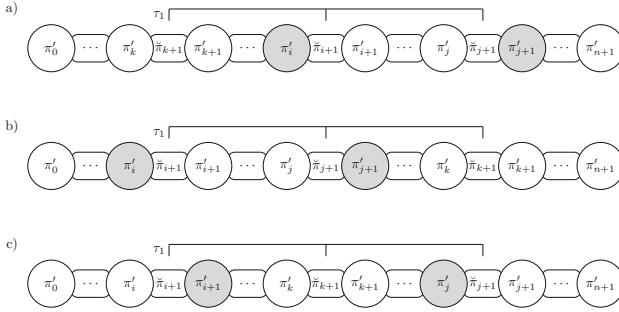 a) τ₁
π′₀ ⋯ π′ₖ π̆ₖ₊₁ π′ₖ₊₁ ⋯ π′ᵢ π̆ᵢ₊₁ π′ᵢ₊₁ ⋯ π′ⱼ π̆ⱼ₊₁ π′ⱼ₊₁ ⋯ π′ₙ₊₁
b) τ₁
π′₀ ⋯ π′ᵢ π̆ᵢ₊₁ π′ᵢ₊₁ ⋯ π′ⱼ π̆ⱼ₊₁ π′ⱼ₊₁ ⋯ π′ₖ π̆ₖ₊₁ π′ₖ₊₁ ⋯ π′ₙ₊₁
c) τ₁
π′₀ ⋯ π′ᵢ π̆ᵢ₊₁ π′ᵢ₊₁ ⋯ π′ₖ π̆ₖ₊₁ π′ₖ₊₁ ⋯ π′ⱼ π̆ⱼ₊₁ π′ⱼ₊₁ ⋯ π′ₙ₊₁